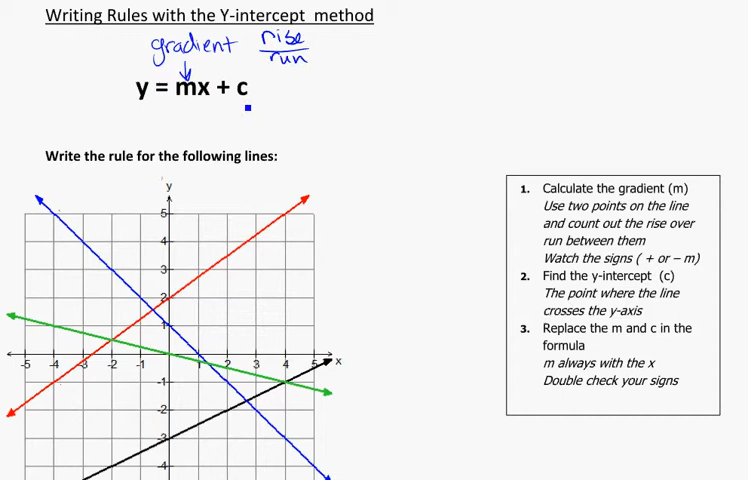 Writing Rules with the Y-intercept method
gradient rise
run
y = mx + c
Write the rule for the following lines:
1. Calculate the gradient (m)
Use two points on the line
and count out the rise over
run between them
Watch the signs ( + or – m)
2. Find the y-intercept (c)
The point where the line
crosses the y-axis
3. Replace the m and c in the
formula
m always with the x
Double check your signs
y
5
4
3
2
1
-5 -4 -3 -2 -1 1 2 3 4 5 x
-1
-2
-3
-4